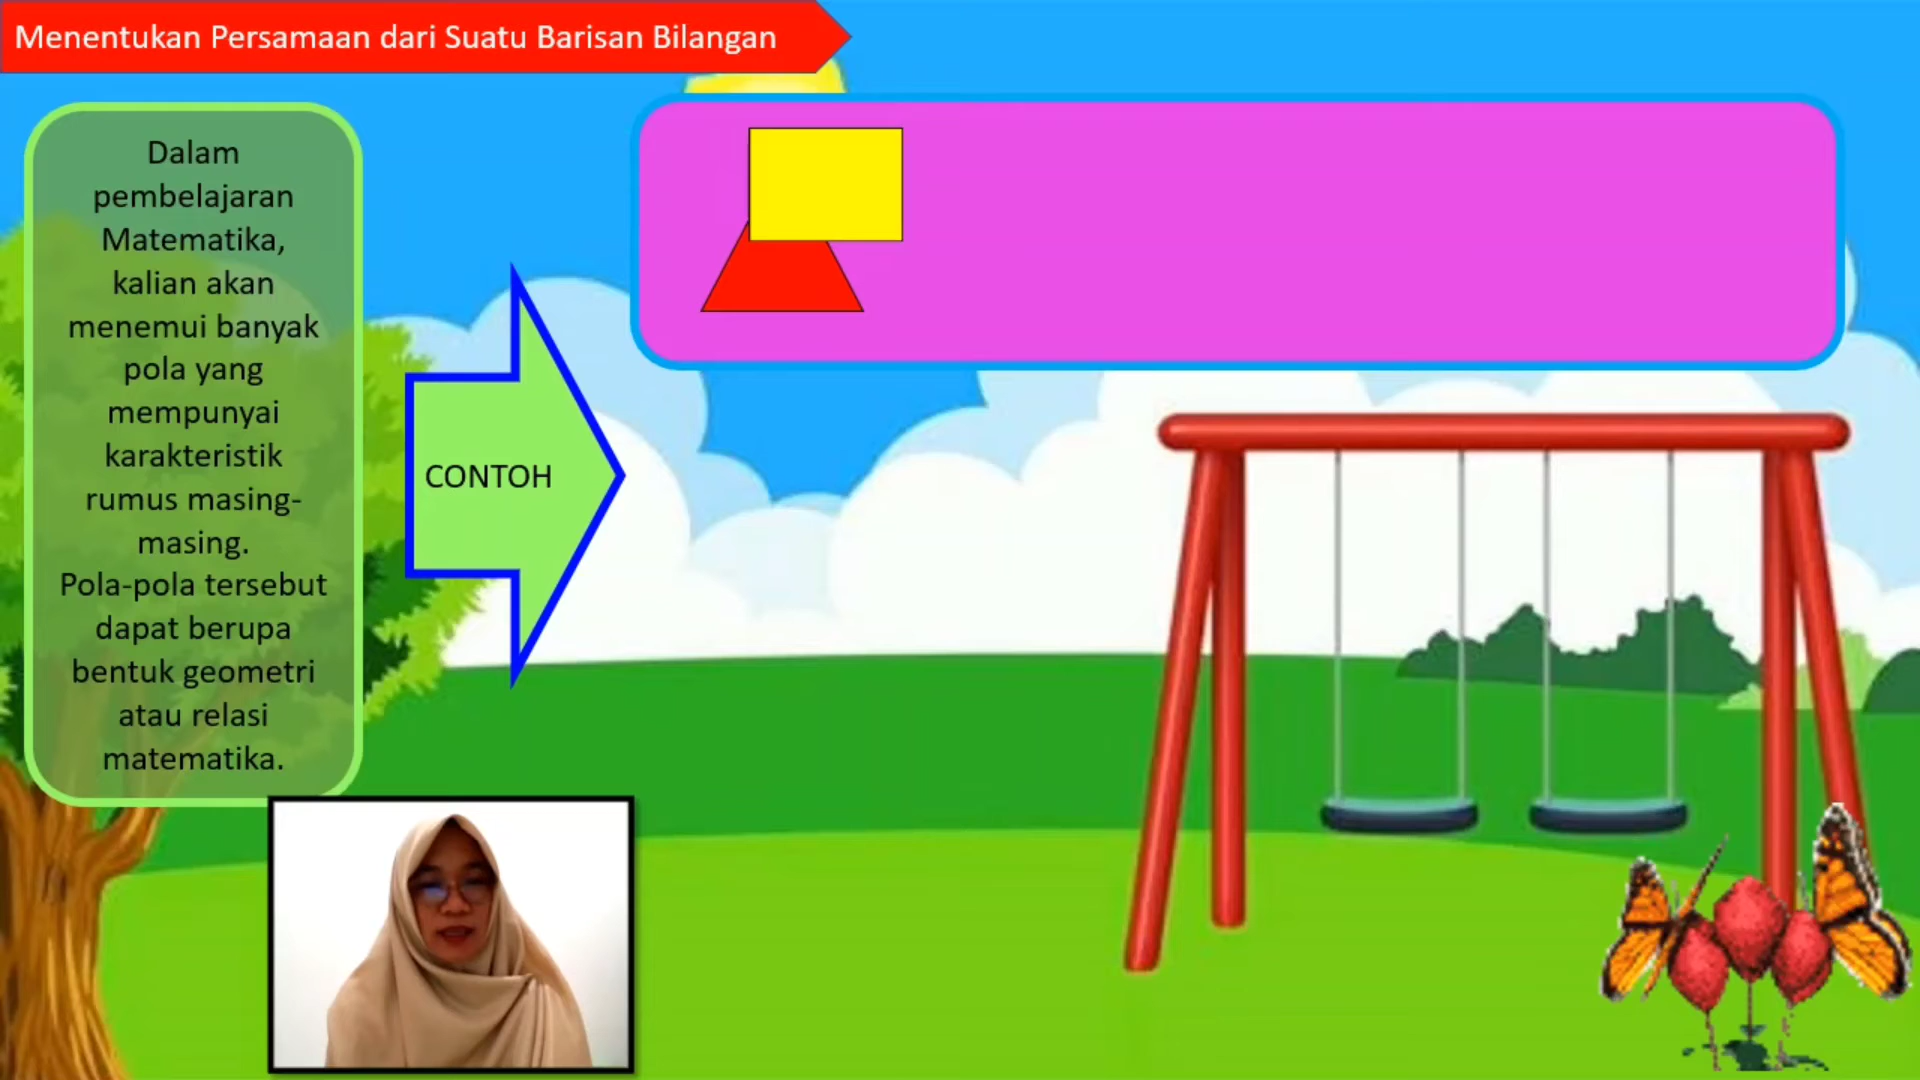 Menentukan Persamaan dari Suatu Barisan Bilangan
Dalam
pembelajaran
Matematika,
kalian akan
menemui banyak
pola yang
mempunyai
karakteristik
rumus masing-
masing.
Pola-pola tersebut
dapat berupa
bentuk geometri
atau relasi
matematika.
CONTOH